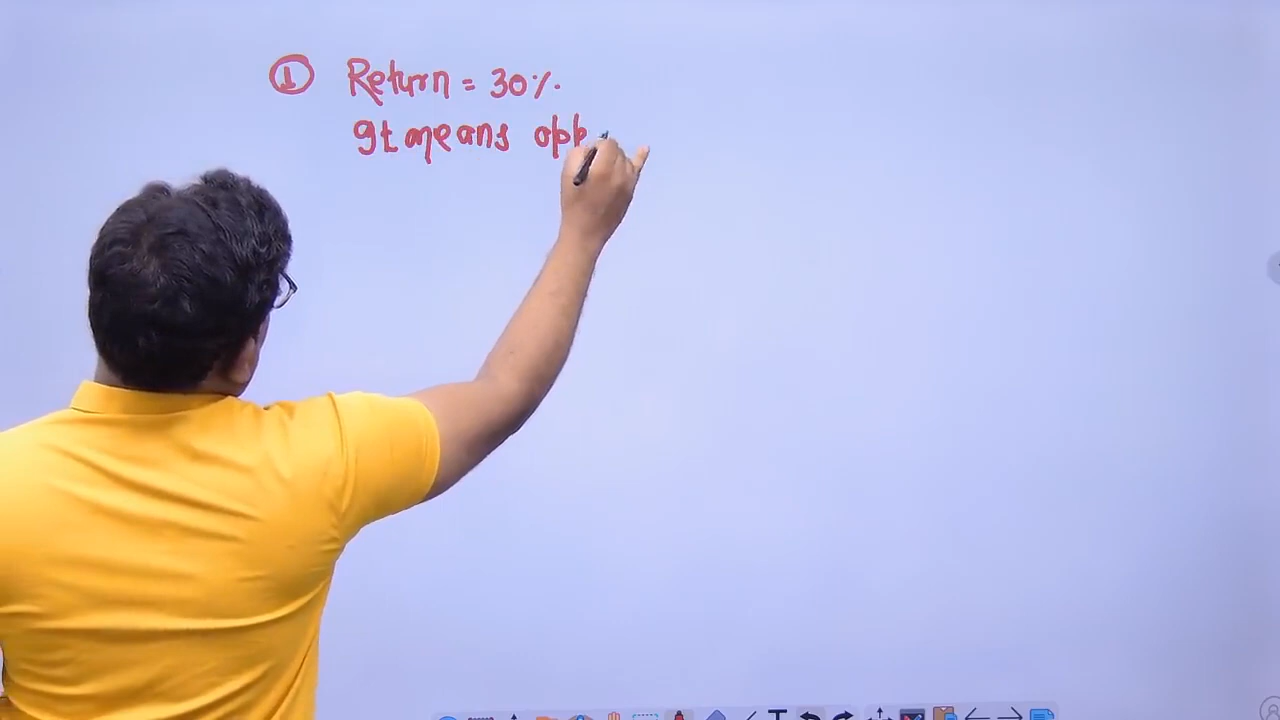 ① Return = 30%.
It means opp